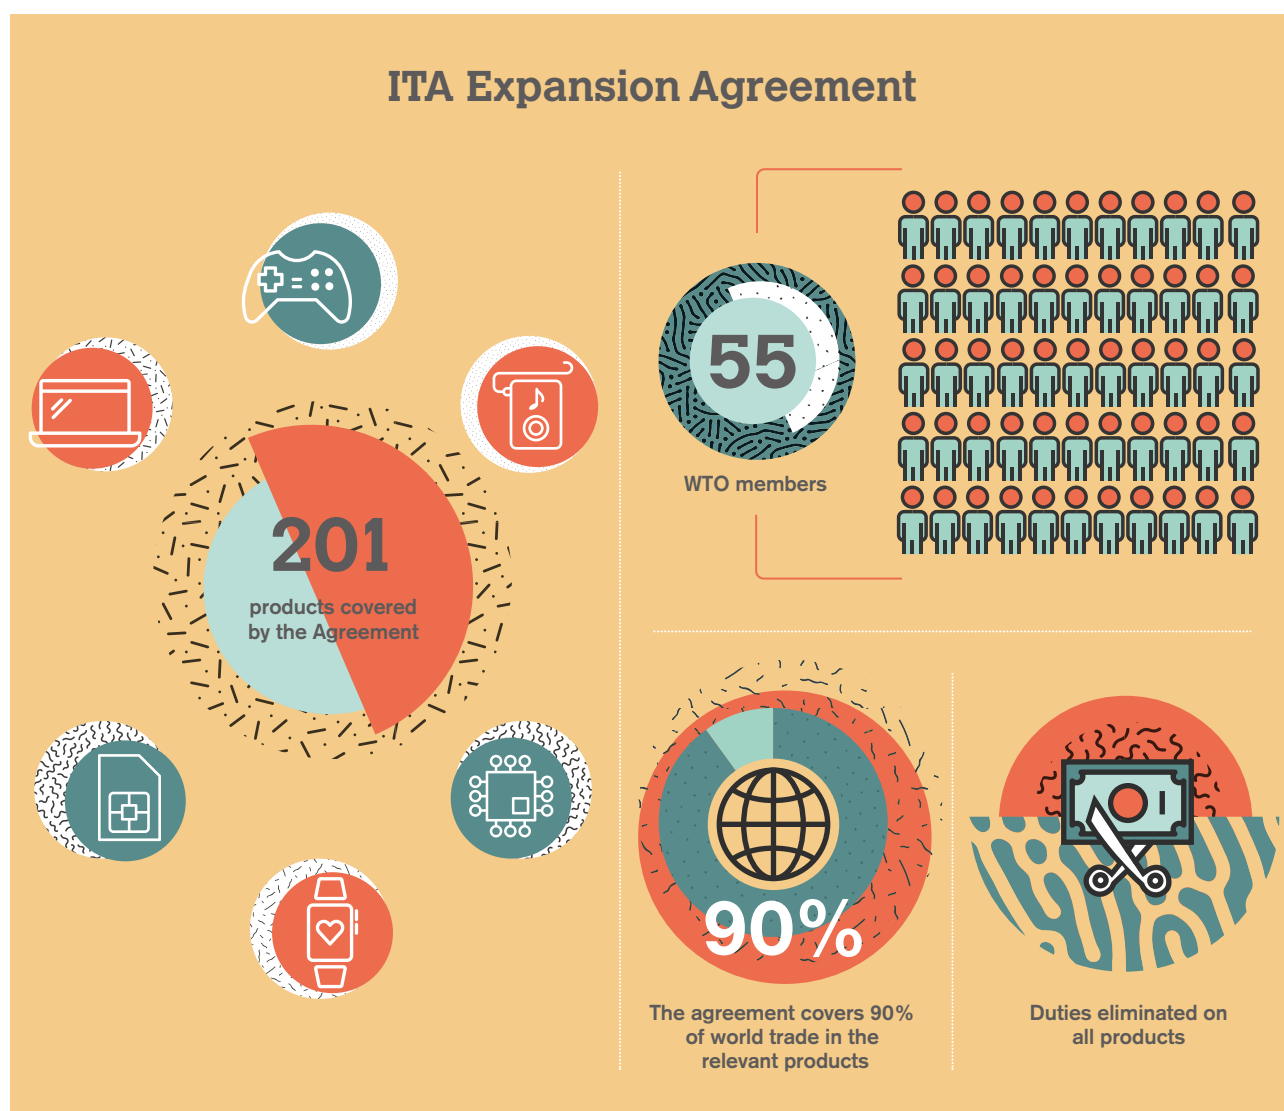 ITA Expansion Agreement
201
products covered
by the Agreement
55
WTO members
90%
The agreement covers 90%
of world trade in the
relevant products
Duties eliminated on
all products